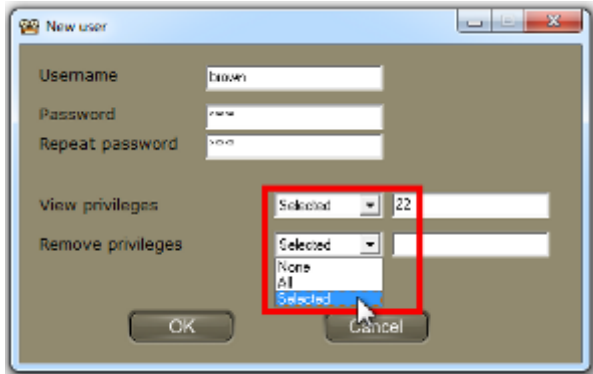 New user
Username brown
Password ****
Repeat password
View privileges Selected 22
Remove privileges Selected
None
All
Selected
OK Cancel